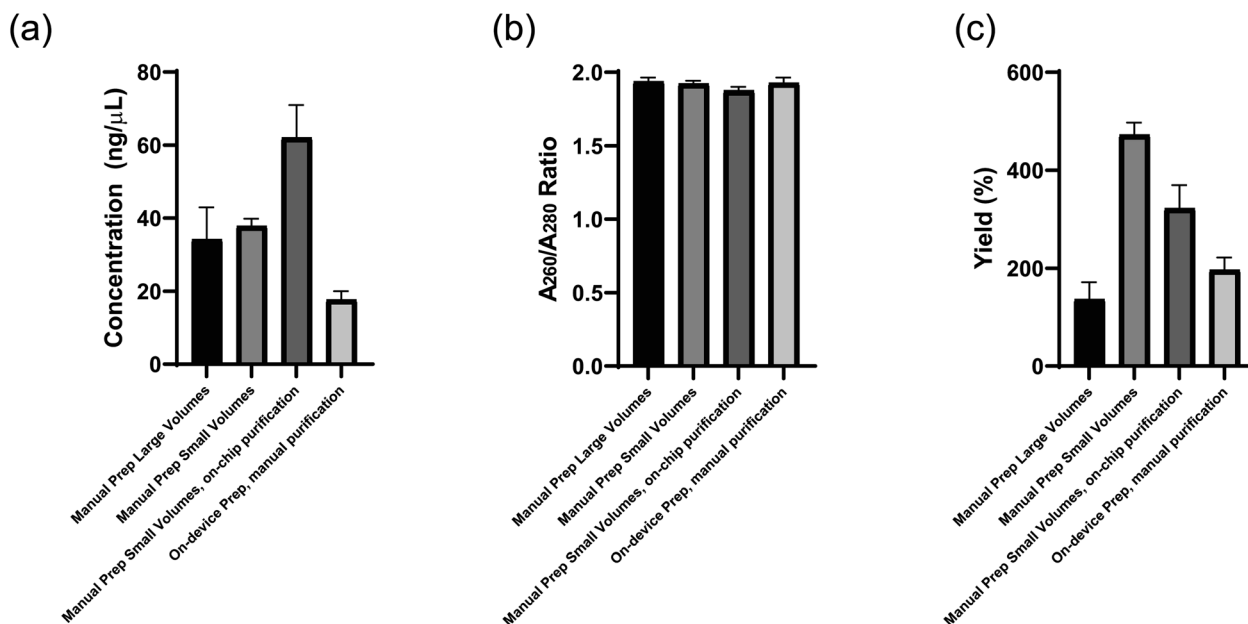 (a)
Concentration (ng/μL)
80
60
40
20
0
Manual Prep Large Volumes
Manual Prep Small Volumes
Manual Prep Small Volumes, on-chip purification
On-device Prep, manual purification
(b)
A260/A280 Ratio
2.0
1.5
1.0
0.5
0.0
Manual Prep Large Volumes
Manual Prep Small Volumes
Manual Prep Small Volumes, on-chip purification
On-device Prep, manual purification
(c)
Yield (%)
600
400
200
0
Manual Prep Large Volumes
Manual Prep Small Volumes
Manual Prep Small Volumes, on-chip purification
On-device Prep, manual purification